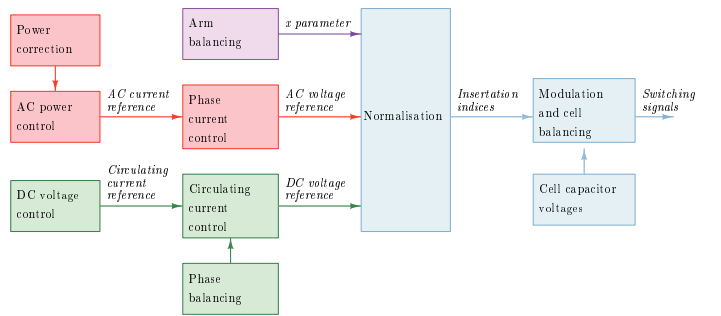 Power
correction
AC power
control
AC current
reference
Arm
balancing
x parameter
Phase
current
control
AC voltage
reference
DC voltage
control
Circulating
current
reference
Circulating
current
control
DC voltage
reference
Phase
balancing
Normalisation
Insertation
indices
Modulation
and cell
balancing
Switching
signals
Cell capacitor
voltages